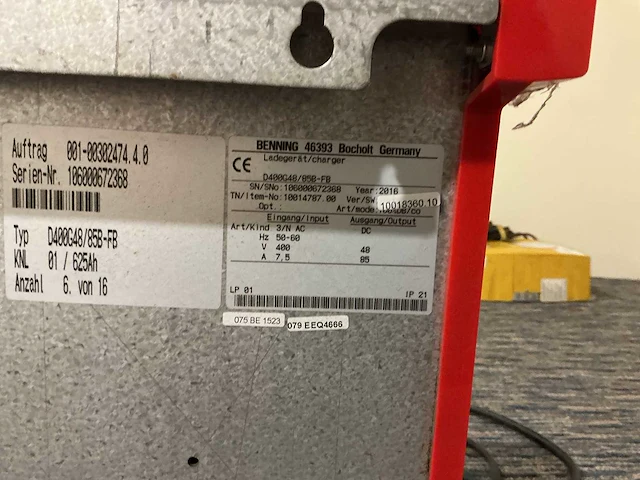 Auftrag 001-00302474.4.0
Serien-Nr. 106000672368
Typ D400G48/85B-FB
KNL 01 / 625Ah
Anzahl 6. von 16
BENNING 46393 Bocholt Germany
CE Ladegerät/charger
D400G48/85B-FB
SN/SNo:106000672368 Year:2016
TN/Item-No:10014787.00 Ver/SW
10018360.10
Opt.: Art/mode:
Eingang/Input Ausgang/Output
Art/Kind 3/N AC DC
Hz 50-60
V 400 48
A 7,5 85
LP 01 IP 21
075 BE 1523
079 EEQ4666